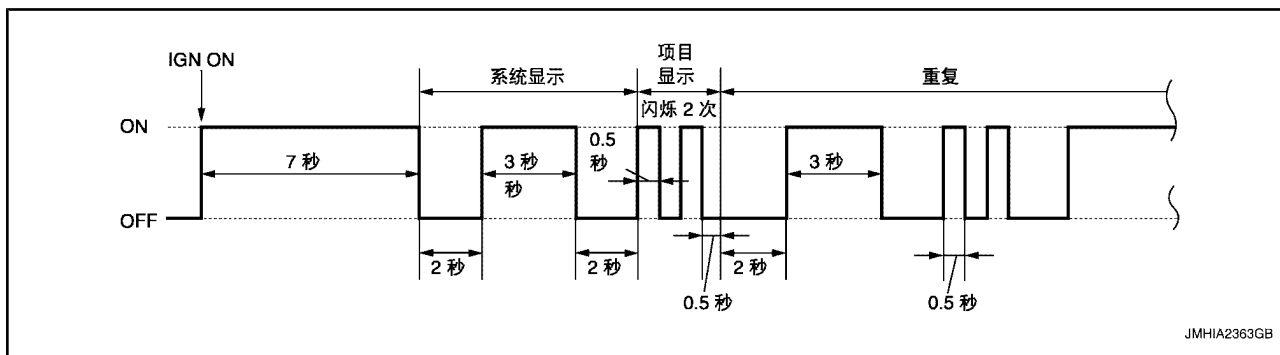 IGN ON
系统显示
项目
显示
重复
闪烁 2 次
ON
0.5
秒
7 秒
3 秒
秒
3 秒
OFF
2 秒
2 秒
2 秒
0.5 秒
0.5 秒
JMHIA2363GB